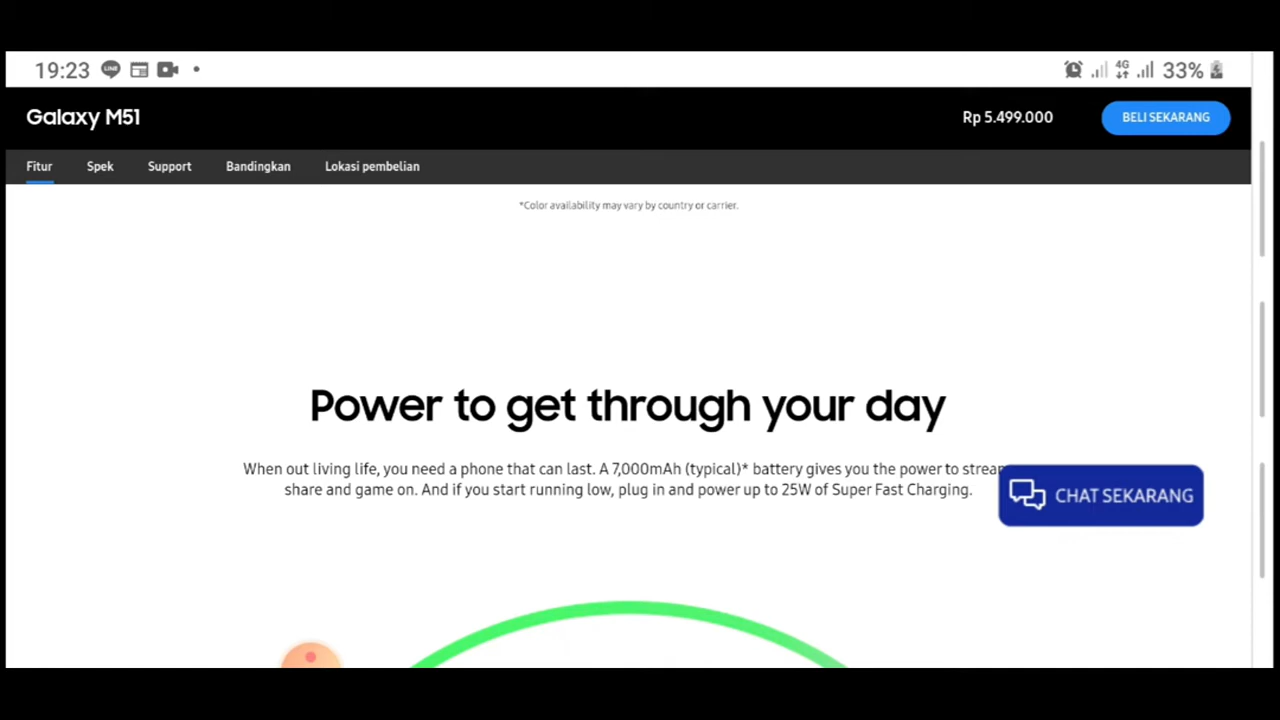 19:23 LINE 4G 33%
Galaxy M51 Rp 5.499.000 BELI SEKARANG
Fitur Spek Support Bandingkan Lokasi pembelian
*Color availability may vary by country or carrier.
Power to get through your day
When out living life, you need a phone that can last. A 7,000mAh (typical)* battery gives you the power to
share and game on. And if you start running low, plug in and power up to 25W of Super Fast Charging.
CHAT SEKARANG